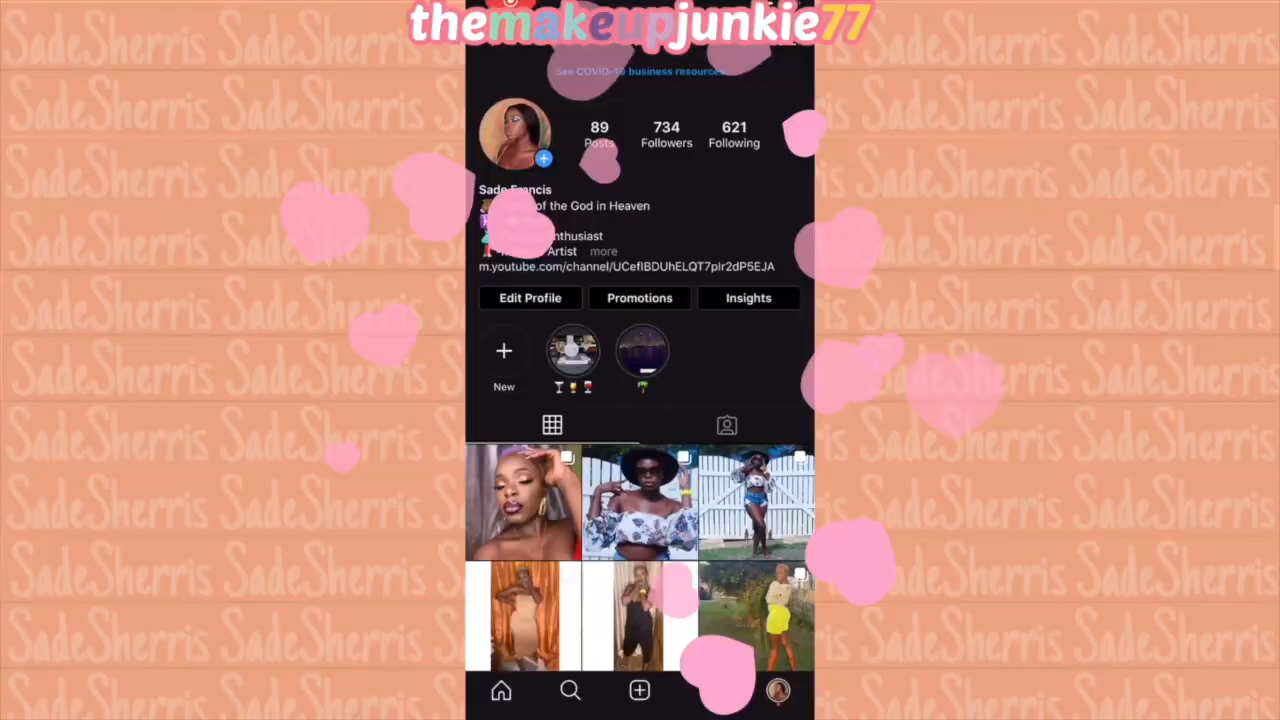 themakeupjunkie77
SadeSherris SadeSherris
See COVID-19 business resources
89 734 621
Posts Followers Following
Sade Francis
of the God in Heaven
nthusiast
Artist more
m.youtube.com/channel/
Edit Profile Promotions Insights
New